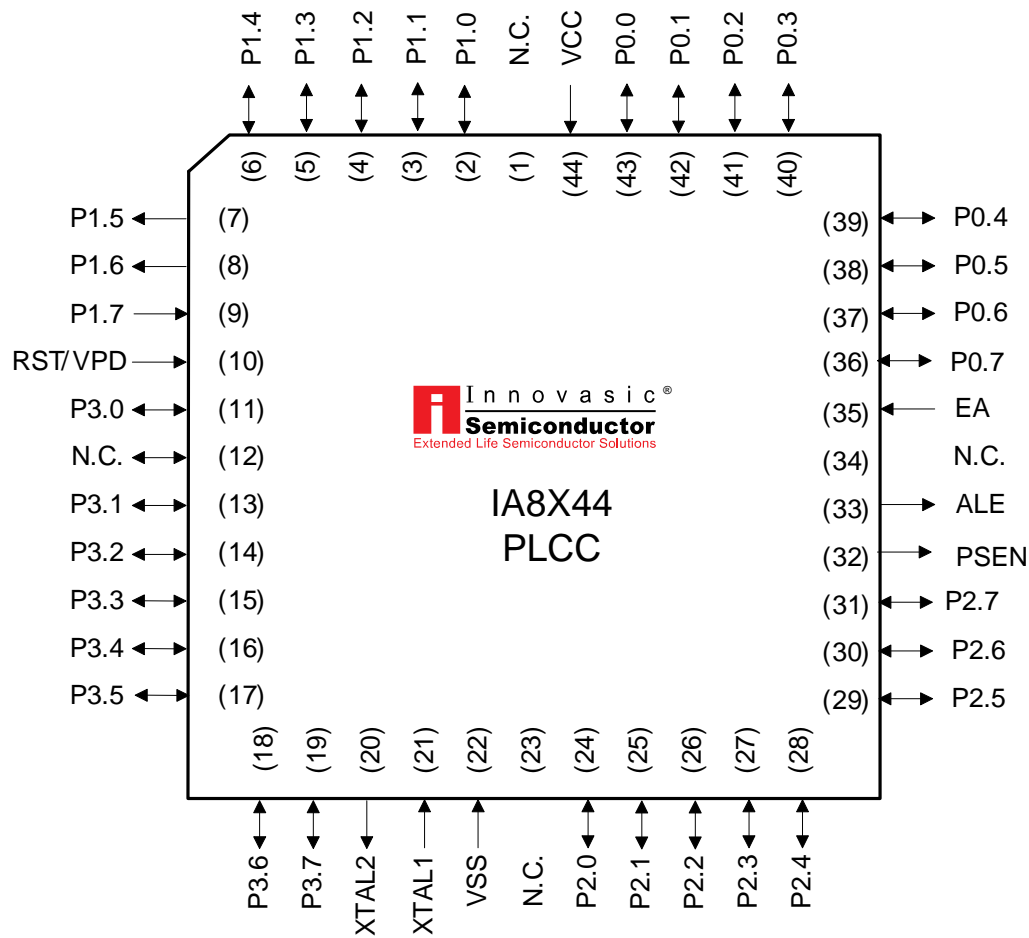 P1.4 P1.3 P1.2 P1.1 P1.0 N.C. VCC P0.0 P0.1 P0.2 P0.3
(6) (5) (4) (3) (2) (1) (44) (43) (42) (41) (40)
P1.5 (7) (39) P0.4
P1.6 (8) (38) P0.5
P1.7 (9) (37) P0.6
RST/VPD (10) (36) P0.7
P3.0 (11) (35) EA
N.C. (12) (34) N.C.
P3.1 (13) (33) ALE
P3.2 (14) (32) PSEN
P3.3 (15) (31) P2.7
P3.4 (16) (30) P2.6
P3.5 (17) (29) P2.5
i Innovasic ®
Semiconductor
Extended Life Semiconductor Solutions
IA8X44
PLCC
(18) (19) (20) (21) (22) (23) (24) (25) (26) (27) (28)
P3.6 P3.7 XTAL2 XTAL1 VSS N.C. P2.0 P2.1 P2.2 P2.3 P2.4